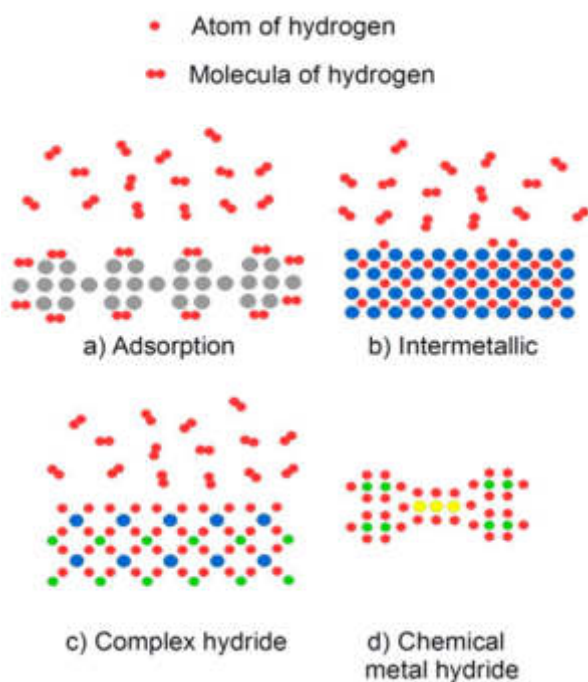 Atom of hydrogen
Molecula of hydrogen
a) Adsorption
b) Intermetallic
c) Complex hydride
d) Chemical
metal hydride